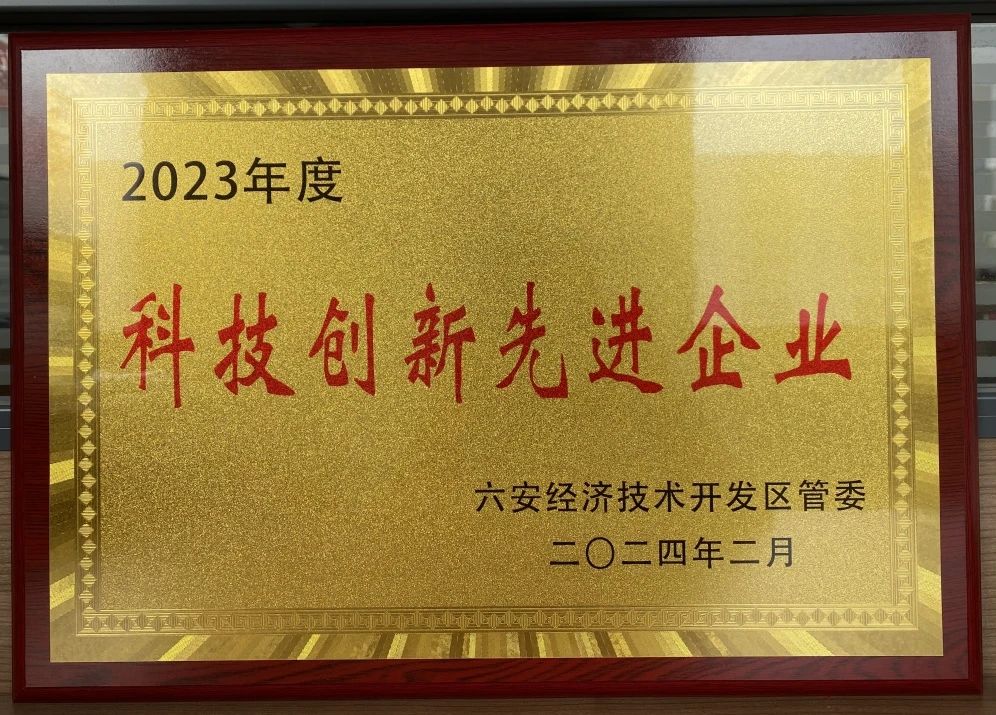 2023年度
科技创新先进企业
六安经济技术开发区管委
二〇二四年二月